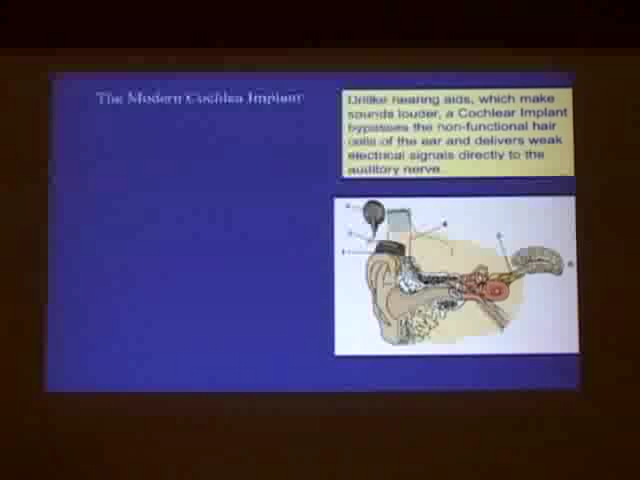 The Modern Cochlea Implant
Unlike hearing aids, which make
sounds louder, a Cochlear Implant
bypasses the non-functional hair
cells of the ear and delivers weak
electrical signals directly to the
auditory nerve.